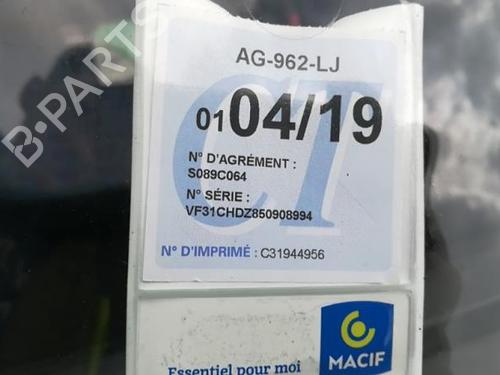 AG-962-LJ
01 04/19
CT
N° D'AGRÉMENT :
S089C064
N° SÉRIE :
VF31CHDZ850908994
N° D'IMPRIMÉ : C31944956
Essentiel pour moi
MACIF
B-PARTS